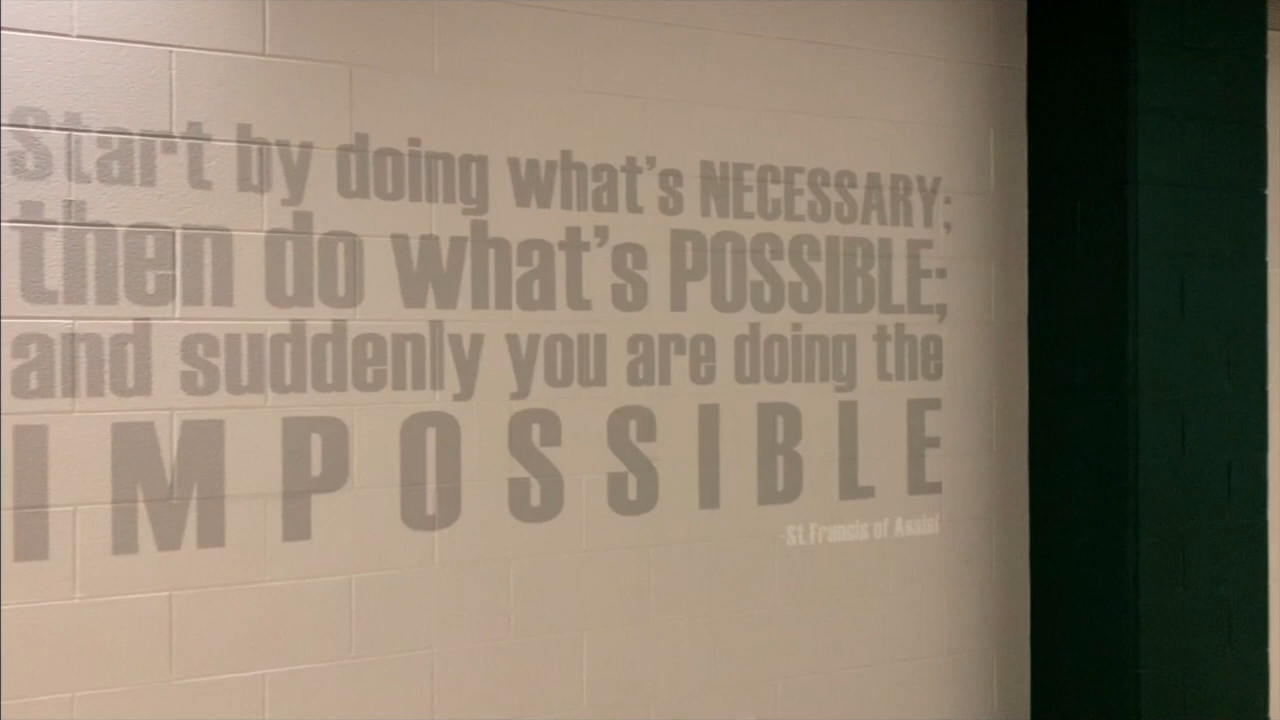 Start by doing what's NECESSARY;
then do what's POSSIBLE;
and suddenly you are doing the
IMPOSSIBLE
-St. Francis of Assisi